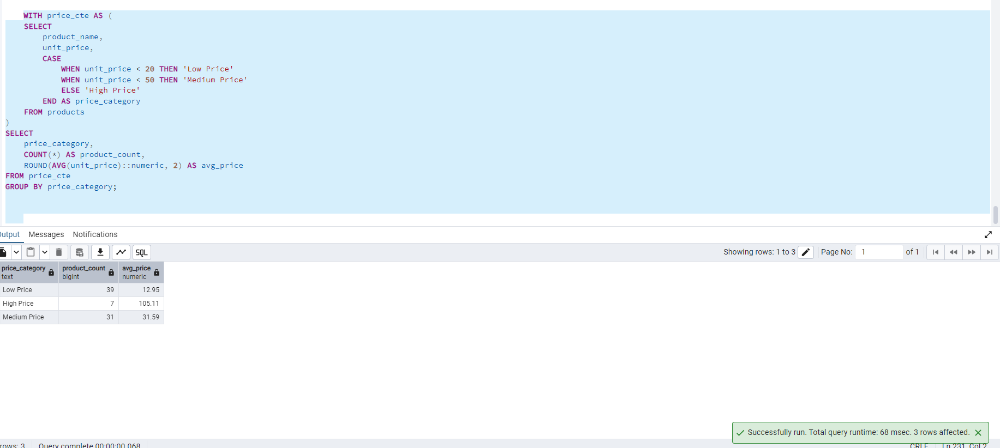 WITH price_cte AS (
SELECT
product_name,
unit_price,
CASE
WHEN unit_price < 20 THEN 'Low Price'
WHEN unit_price < 50 THEN 'Medium Price'
ELSE 'High Price'
END AS price_category
FROM products
)
SELECT
price_category,
COUNT(*) AS product_count,
ROUND(AVG(unit_price)::numeric, 2) AS avg_price
FROM price_cte
GROUP BY price_category;
Output Messages Notifications
SQL Showing rows: 1 to 3 Page No: 1 of 1
price_category product_count avg_price
text bigint numeric
Low Price 39 12.95
High Price 7 105.11
Medium Price 31 31.59
Successfully run. Total query runtime: 68 msec. 3 rows affected.
rows: 3 Query complete 00:00:00.068 CRLF Ln 231, Col 2